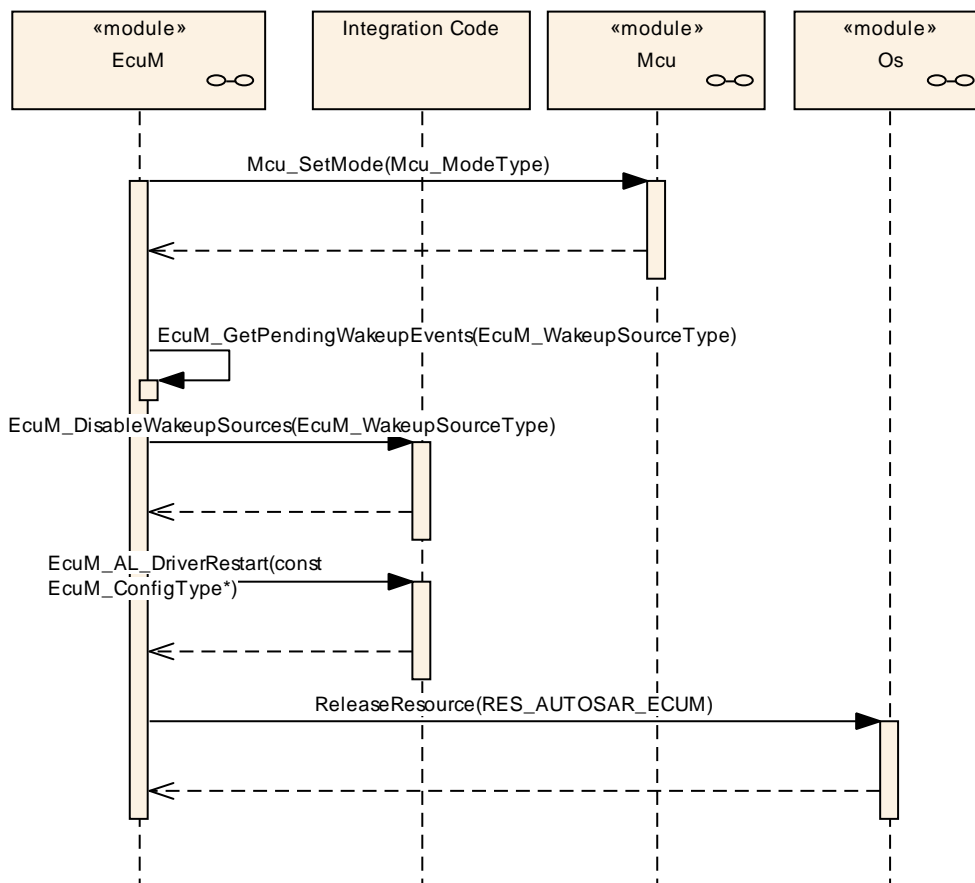 «module»
EcuM
Integration Code
«module»
Mcu
«module»
Os
Mcu_SetMode(Mcu_ModeType)
EcuM_GetPendingWakeupEvents(EcuM_WakeupSourceType)
EcuM_DisableWakeupSources(EcuM_WakeupSourceType)
EcuM_AL_DriverRestart(const
EcuM_ConfigType*)
ReleaseResource(RES_AUTOSAR_ECUM)